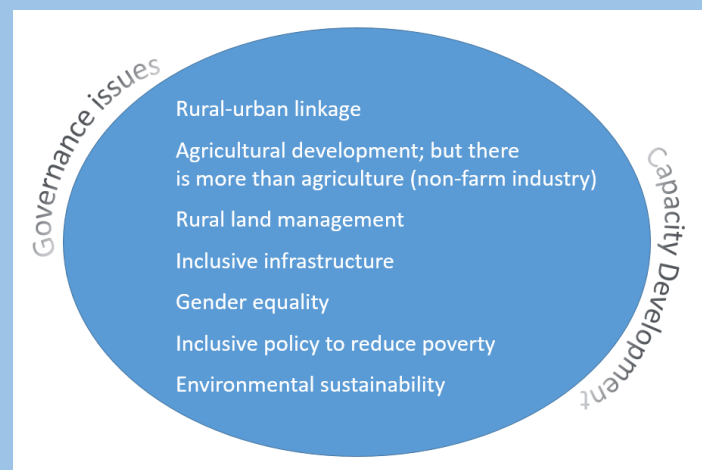 Governance issues
Rural-urban linkage
Agricultural development; but there
is more than agriculture (non-farm industry)
Rural land management
Inclusive infrastructure
Gender equality
Inclusive policy to reduce poverty
Environmental sustainability
Capacity Development